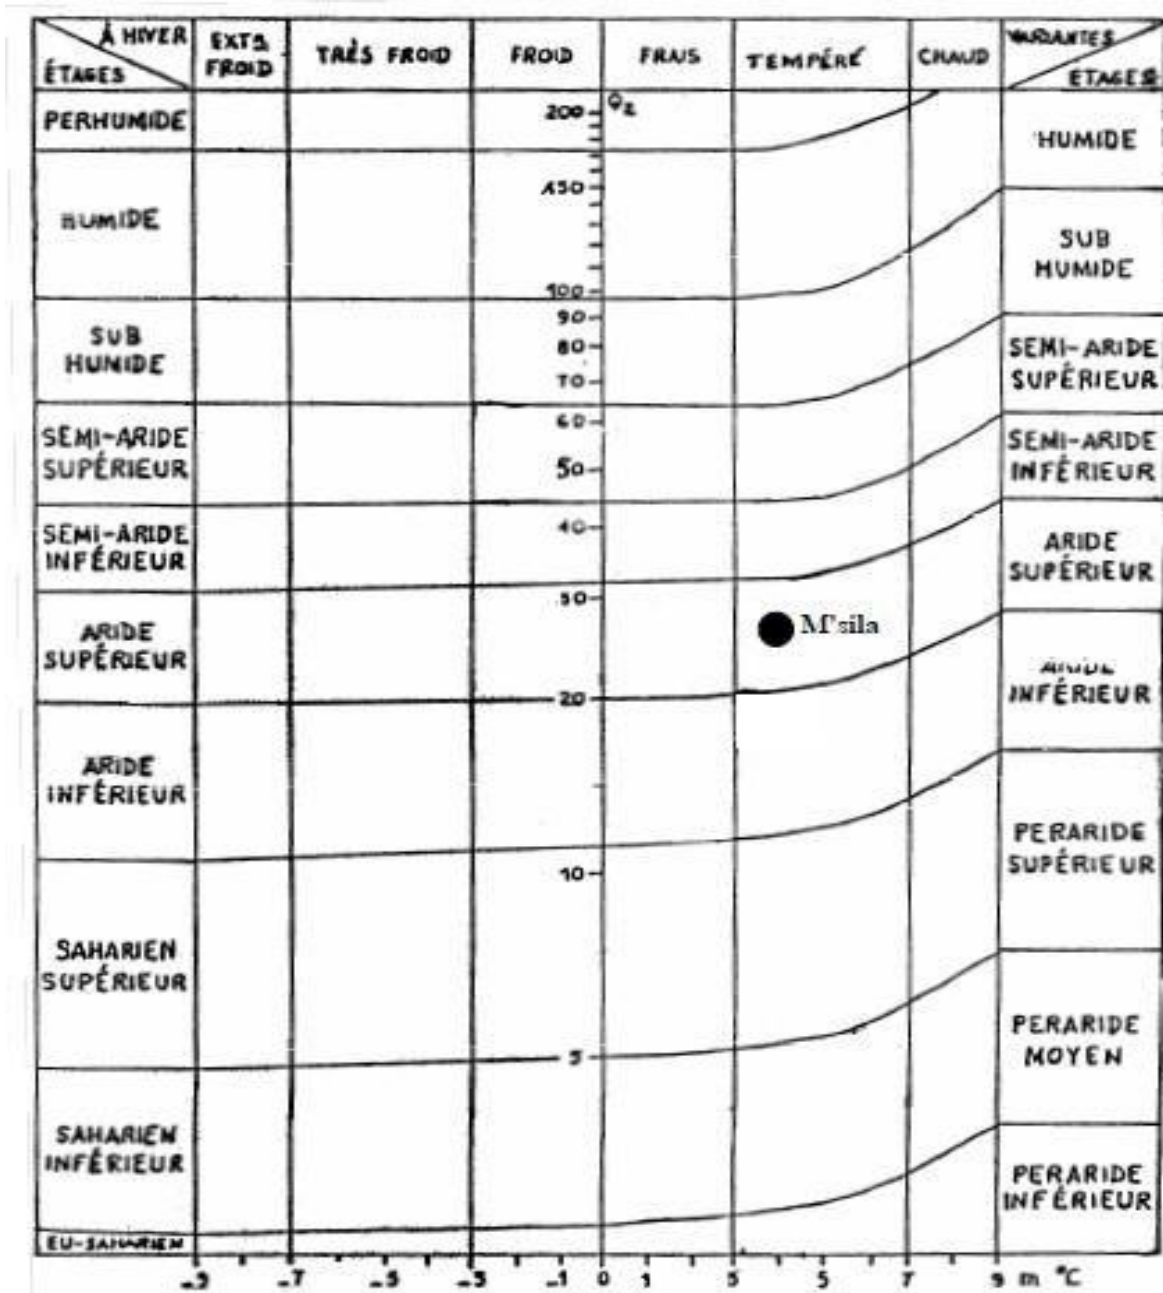 À HIVER
ÉTAGES
EXTS
FROID
TRÈS FROID
FROID
FRAIS
TEMPÉRÉ
CHAUD
VARIANTES
ÉTAGES
PERHUMIDE
HUMIDE
SUB
HUMIDE
SEMI-ARIDE
SUPÉRIEUR
SEMI-ARIDE
INFÉRIEUR
ARIDE
SUPÉRIEUR
ARIDE
INFÉRIEUR
SAHARIEN
SUPÉRIEUR
SAHARIEN
INFÉRIEUR
EU-SAHARIEN
Q2
200
150
100
90
80
70
60
50
40
30
20
10
5
M'sila
HUMIDE
SUB
HUMIDE
SEMI-ARIDE
SUPÉRIEUR
SEMI-ARIDE
INFÉRIEUR
ARIDE
SUPÉRIEUR
ARIDE
INFÉRIEUR
PERARIDE
SUPÉRIEUR
PERARIDE
MOYEN
PERARIDE
INFÉRIEUR
-9 -7 -5 -3 -1 0 1 3 5 7 9 m °C